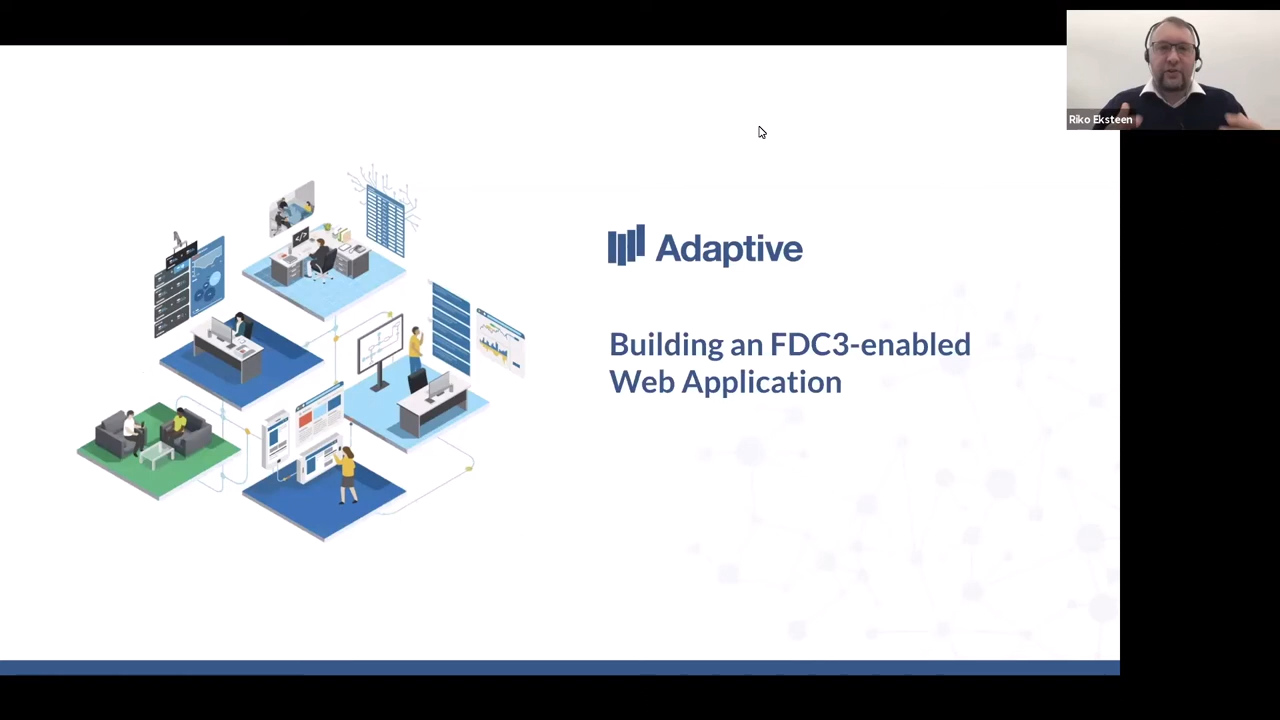 Riko Eksteen
Adaptive
Building an FDC3-enabled
Web Application